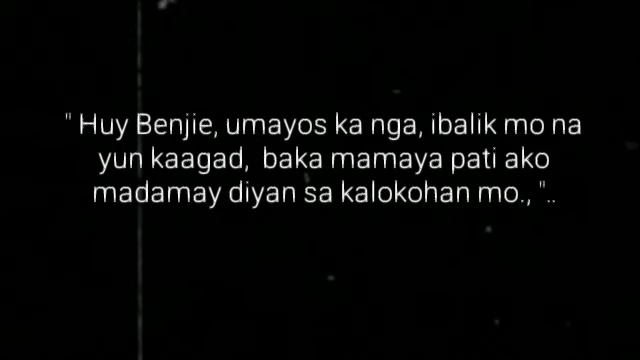 " Huy Benjie, umayos ka nga, ibalik mo na
yun kaagad,  baka mamaya pati ako
madamay diyan sa kalokohan mo., "..